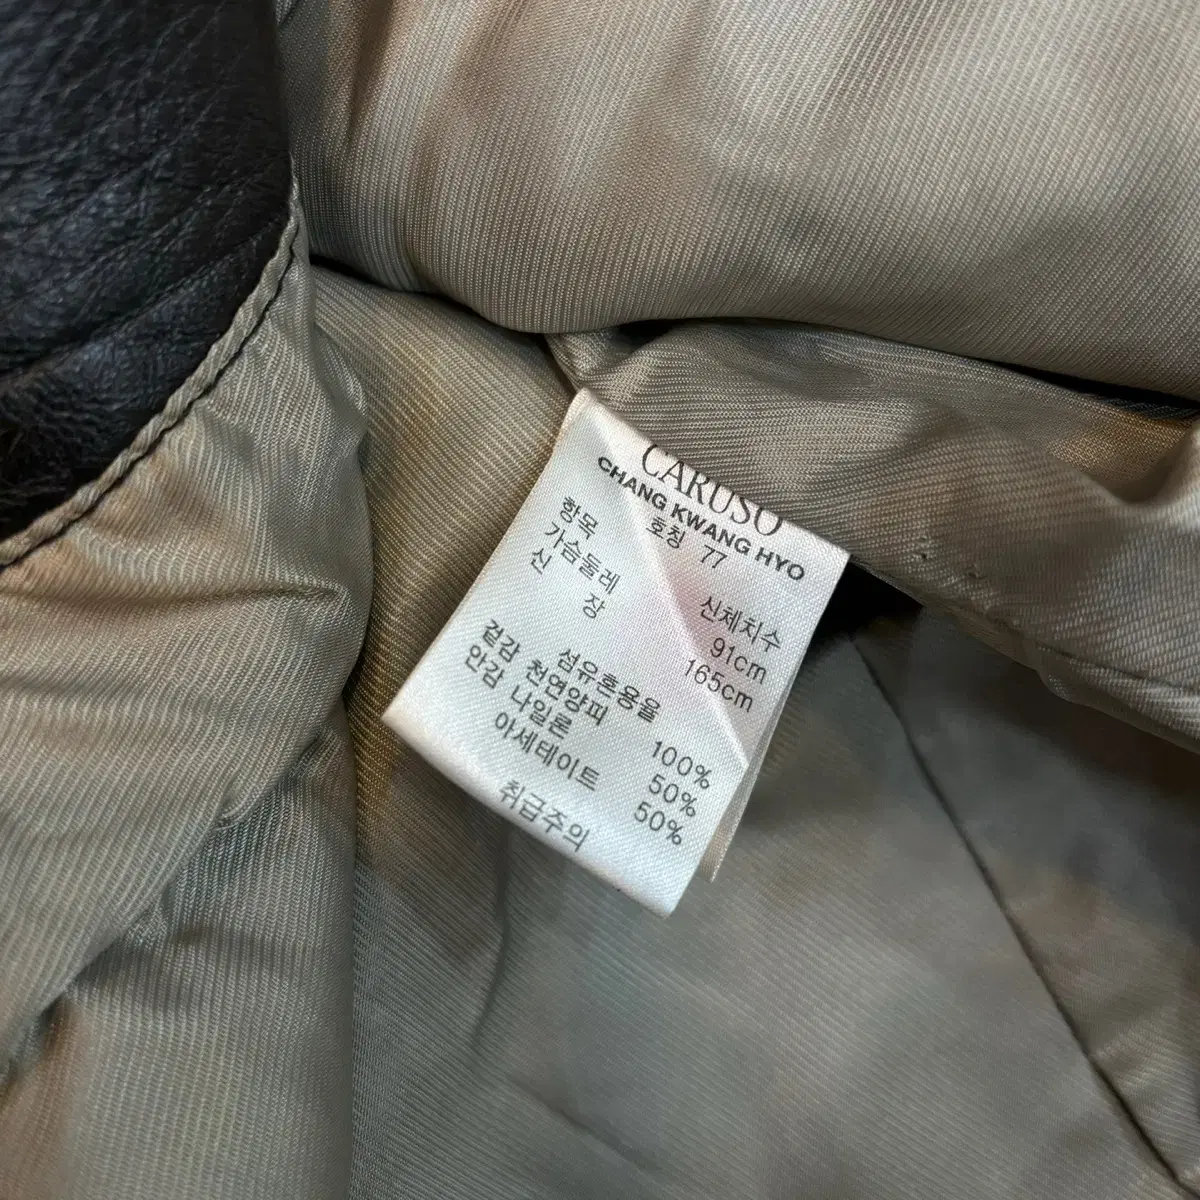 CARUSO
CHANG KWANG HYO
호칭 77
항목 신체치수
가슴둘레 91cm
신장 165cm
섬유혼용율
겉감 천연양피 100%
안감 나일론 50%
아세테이트 50%
취급주의